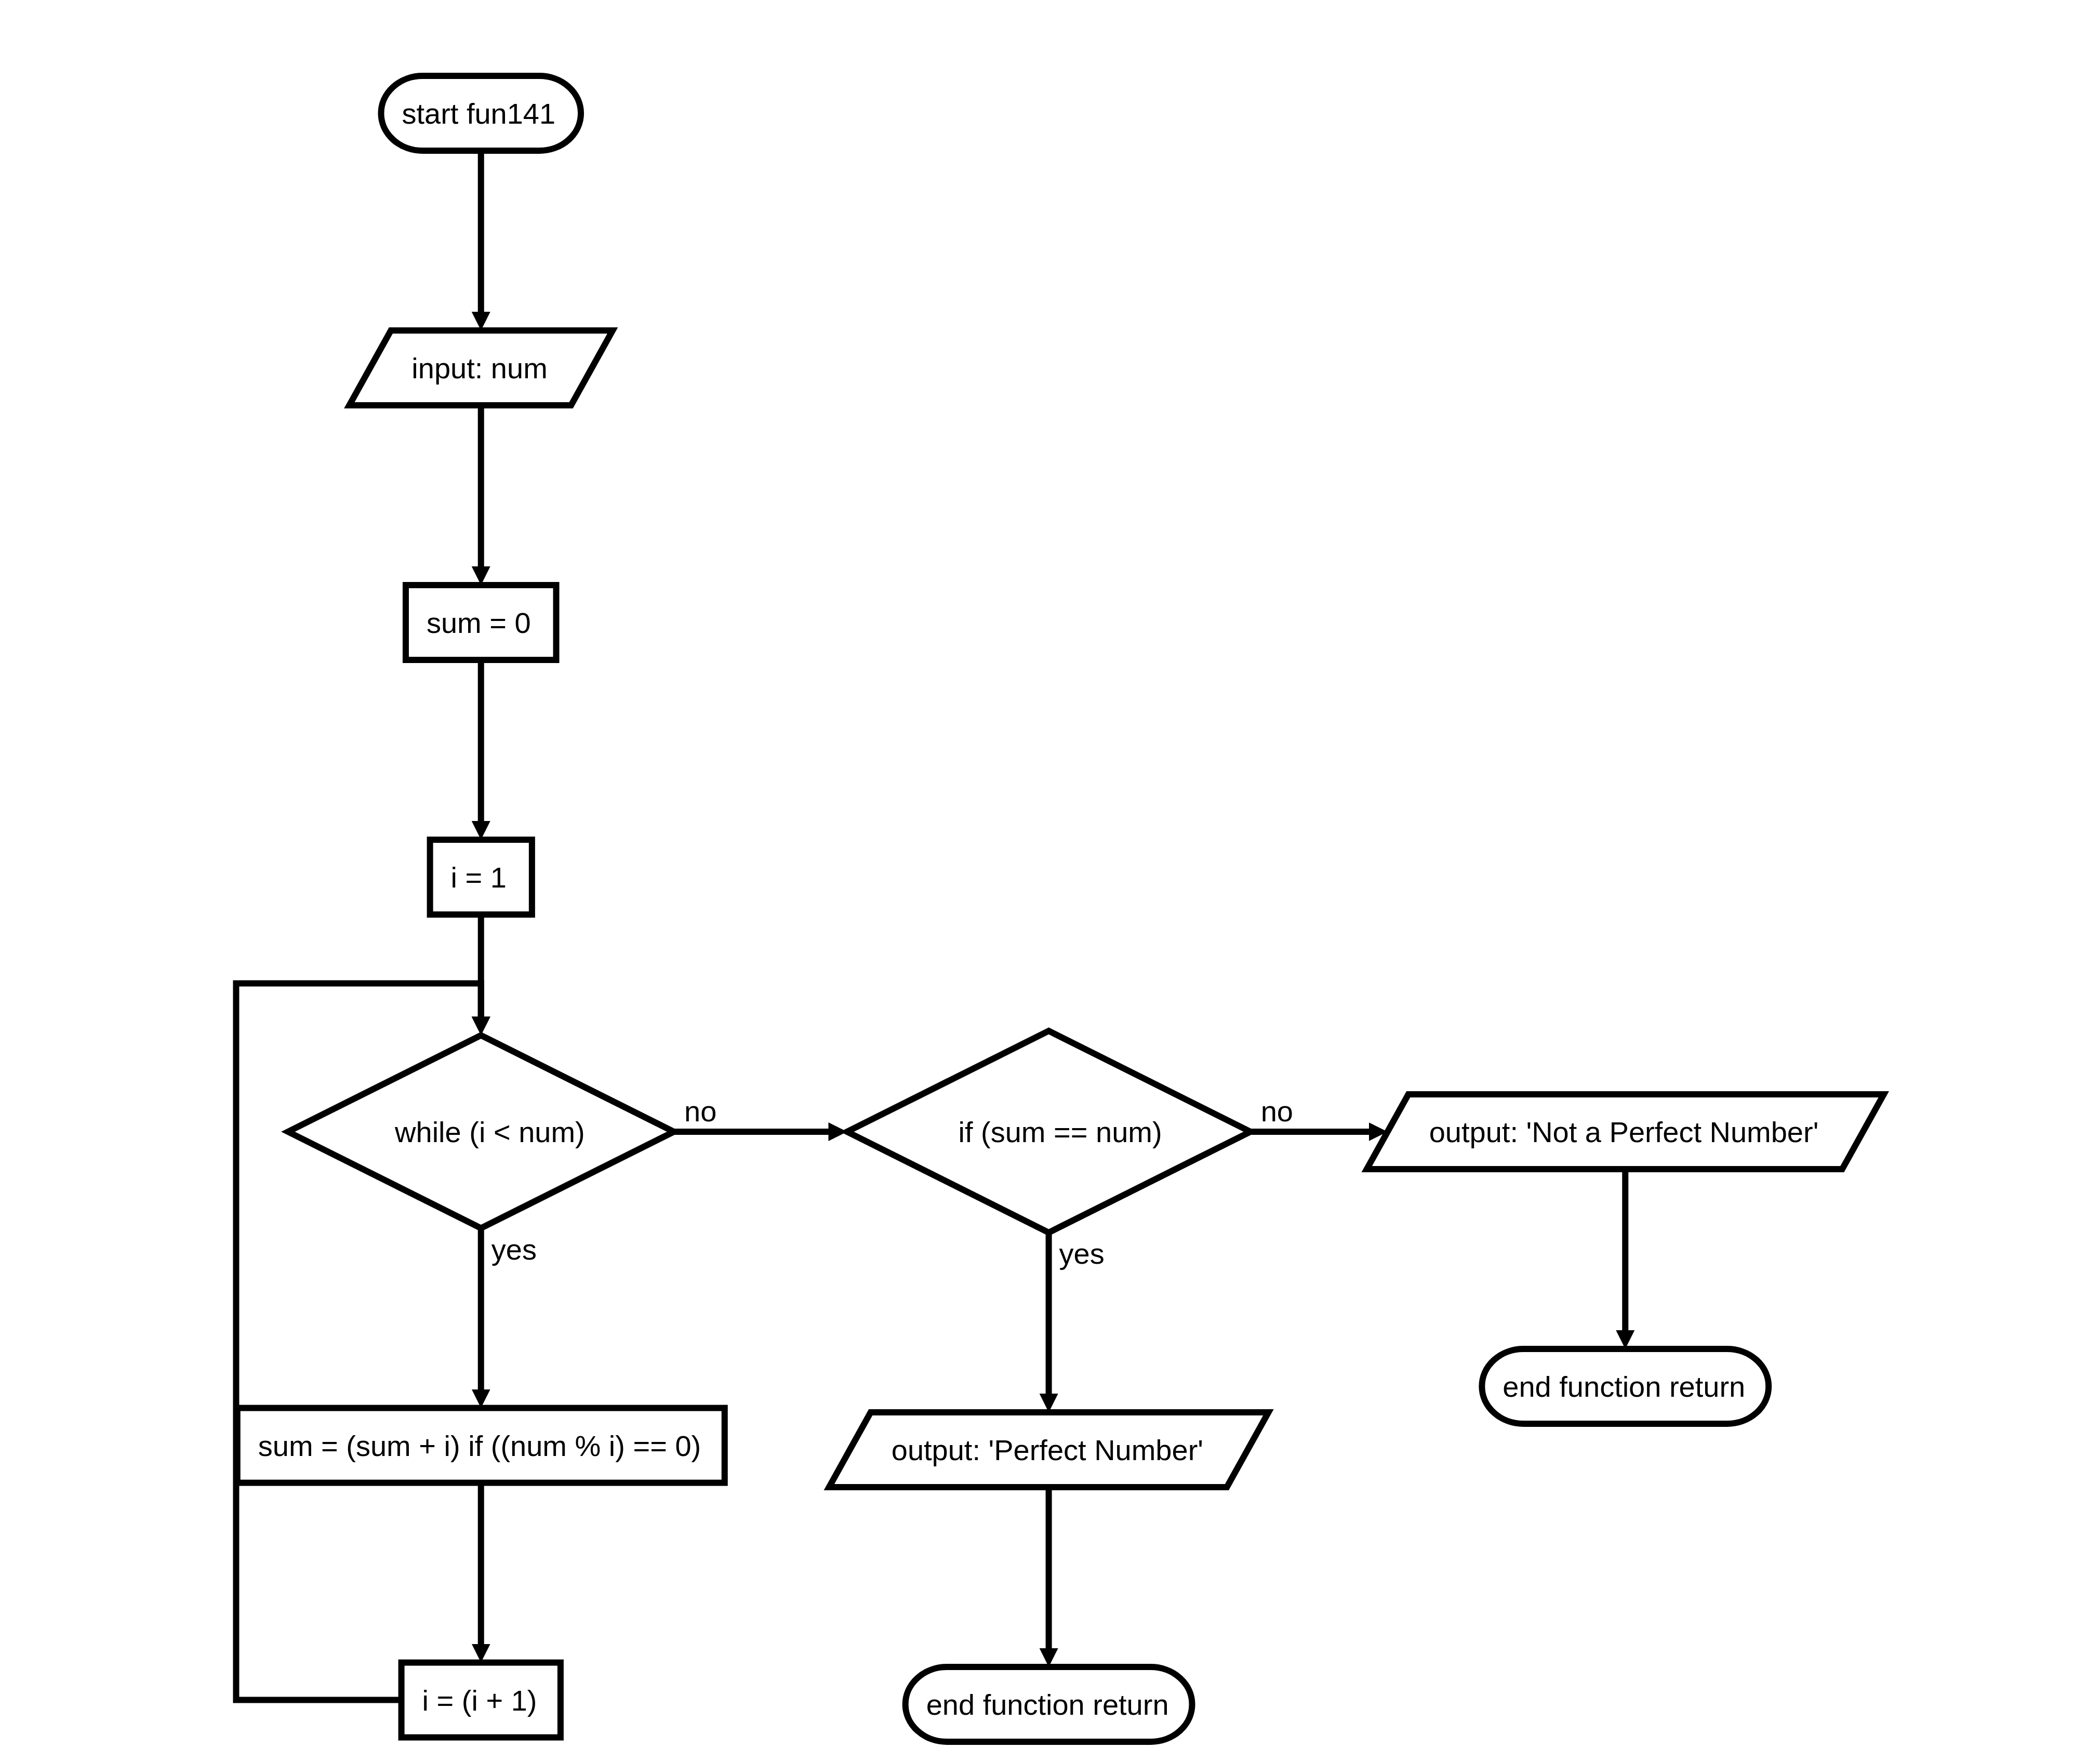 start fun141
input: num
sum = 0
i = 1
while (i < num)
no
if (sum == num)
no
output: 'Not a Perfect Number'
yes
yes
end function return
sum = (sum + i) if ((num % i) == 0)
output: 'Perfect Number'
i = (i + 1)
end function return